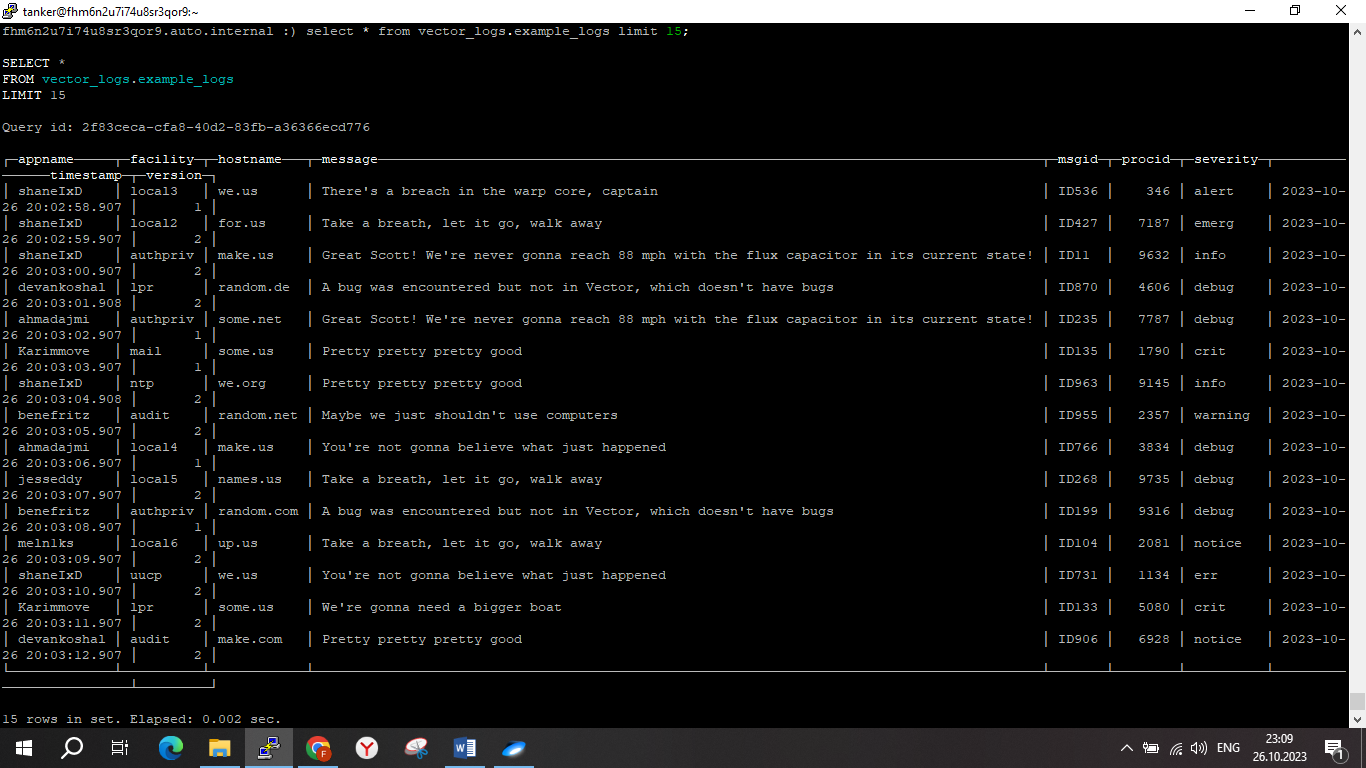 tanker@fhm6n2u7i74u8sr3qor9:~
fhm6n2u7i74u8sr3qor9.auto.internal :) select * from vector_logs.example_logs limit 15;
SELECT *
FROM vector_logs.example_logs
LIMIT 15
Query id: 2f83ceca-cfa8-40d2-83fb-a36366ecd776
appname facility hostname message msgid procid severity
timestamp version
shaneIxD local3 we.us There's a breach in the warp core, captain ID536 346 alert 2023-10-
26 20:02:58.907 1
shaneIxD local2 for.us Take a breath, let it go, walk away ID427 7187 emerg 2023-10-
26 20:02:59.907 2
shaneIxD authpriv make.us Great Scott! We're never gonna reach 88 mph with the flux capacitor in its current state! ID11 9632 info 2023-10-
26 20:03:00.907 2
devankoshal lpr random.de A bug was encountered but not in Vector, which doesn't have bugs ID870 4606 debug 2023-10-
26 20:03:01.908 2
ahmadajmi authpriv some.net Great Scott! We're never gonna reach 88 mph with the flux capacitor in its current state! ID235 7787 debug 2023-10-
26 20:03:02.907 1
Karimmove mail some.us Pretty pretty pretty good ID135 1790 crit 2023-10-
26 20:03:03.907 1
shaneIxD ntp we.org Pretty pretty pretty good ID963 9145 info 2023-10-
26 20:03:04.908 2
benefritz audit random.net Maybe we just shouldn't use computers ID955 2357 warning 2023-10-
26 20:03:05.907 2
ahmadajmi local4 make.us You're not gonna believe what just happened ID766 3834 debug 2023-10-
26 20:03:06.907 1
jesseddy local5 names.us Take a breath, let it go, walk away ID268 9735 debug 2023-10-
26 20:03:07.907 2
benefritz authpriv random.com A bug was encountered but not in Vector, which doesn't have bugs ID199 9316 debug 2023-10-
26 20:03:08.907 1
meln1ks local6 up.us Take a breath, let it go, walk away ID104 2081 notice 2023-10-
26 20:03:09.907 2
shaneIxD uucp we.us You're not gonna believe what just happened ID731 1134 err 2023-10-
26 20:03:10.907 2
Karimmove lpr some.us We're gonna need a bigger boat ID133 5080 crit 2023-10-
26 20:03:11.907 2
devankoshal audit make.com Pretty pretty pretty good ID906 6928 notice 2023-10-
26 20:03:12.907 2
15 rows in set. Elapsed: 0.002 sec.
ENG
23:09
26.10.2023
1